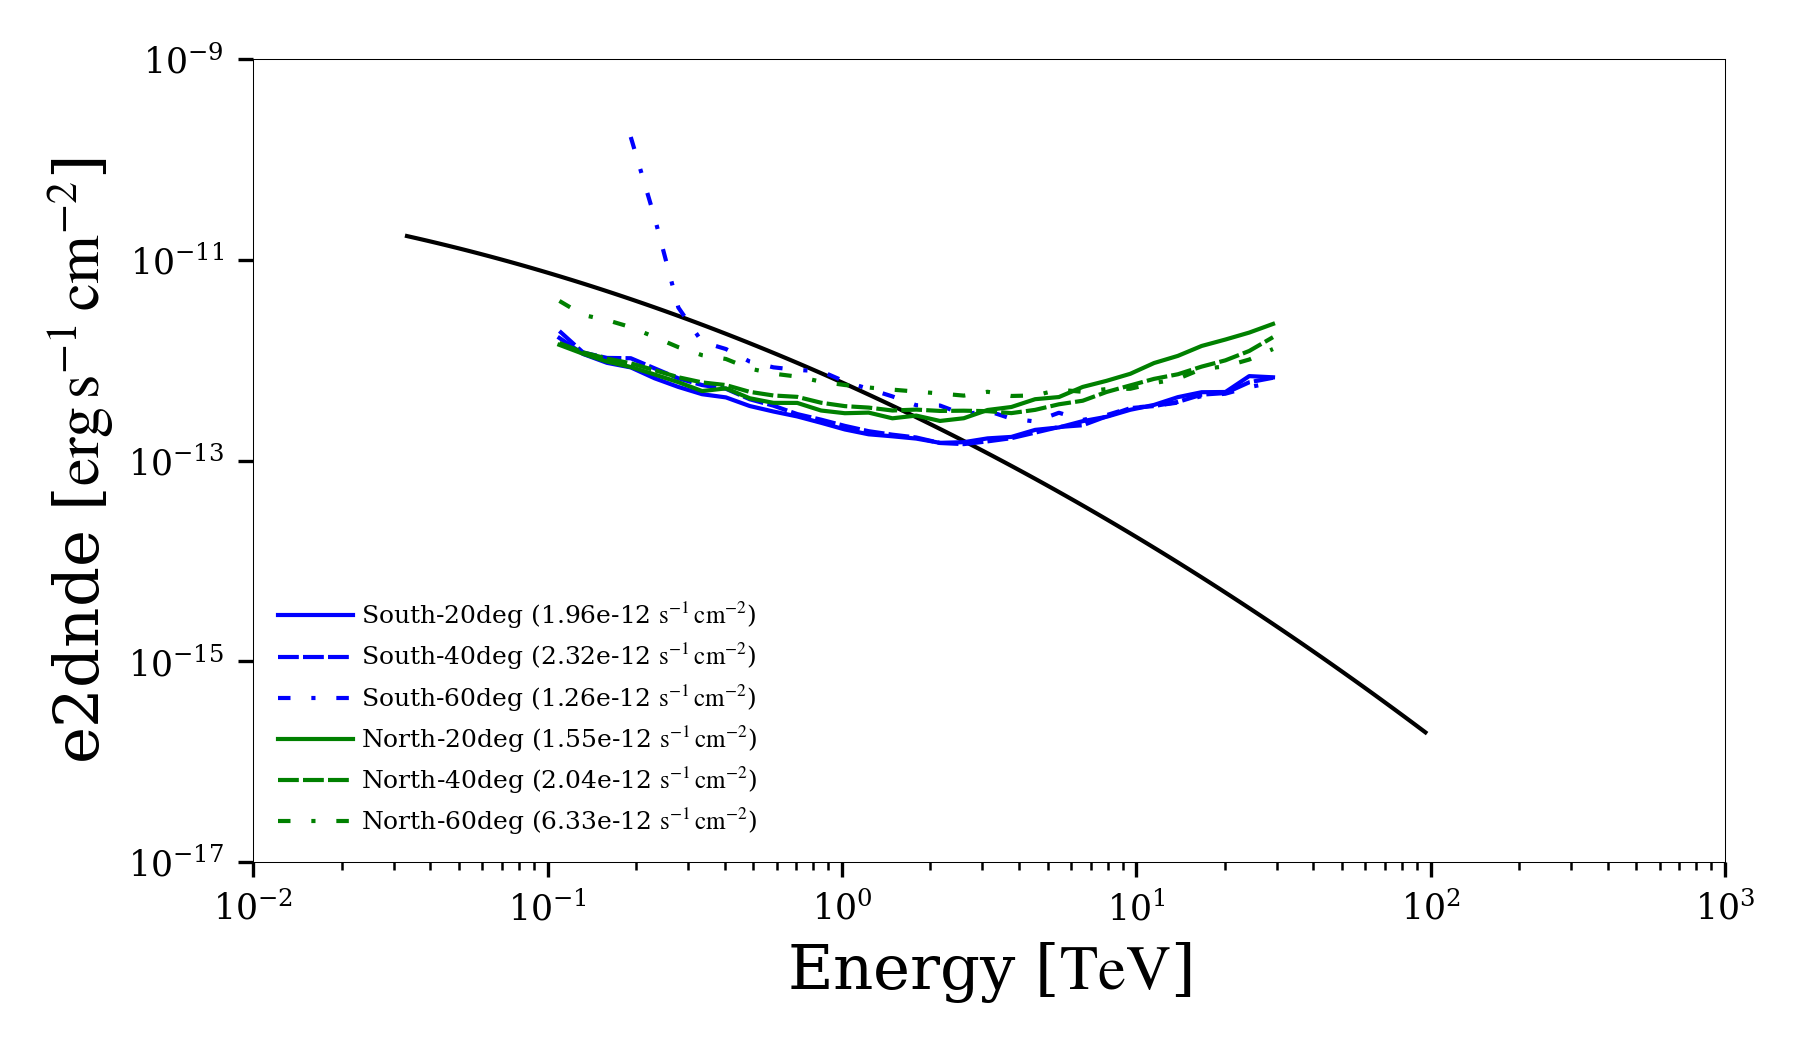 10⁻⁹
10⁻¹¹
10⁻¹³
10⁻¹⁵
10⁻¹⁷
e2dnde [erg s⁻¹ cm⁻²]
South-20deg (1.96e-12 s⁻¹ cm⁻²)
South-40deg (2.32e-12 s⁻¹ cm⁻²)
South-60deg (1.26e-12 s⁻¹ cm⁻²)
North-20deg (1.55e-12 s⁻¹ cm⁻²)
North-40deg (2.04e-12 s⁻¹ cm⁻²)
North-60deg (6.33e-12 s⁻¹ cm⁻²)
10⁻² 10⁻¹ 10⁰ 10¹ 10² 10³
Energy [TeV]